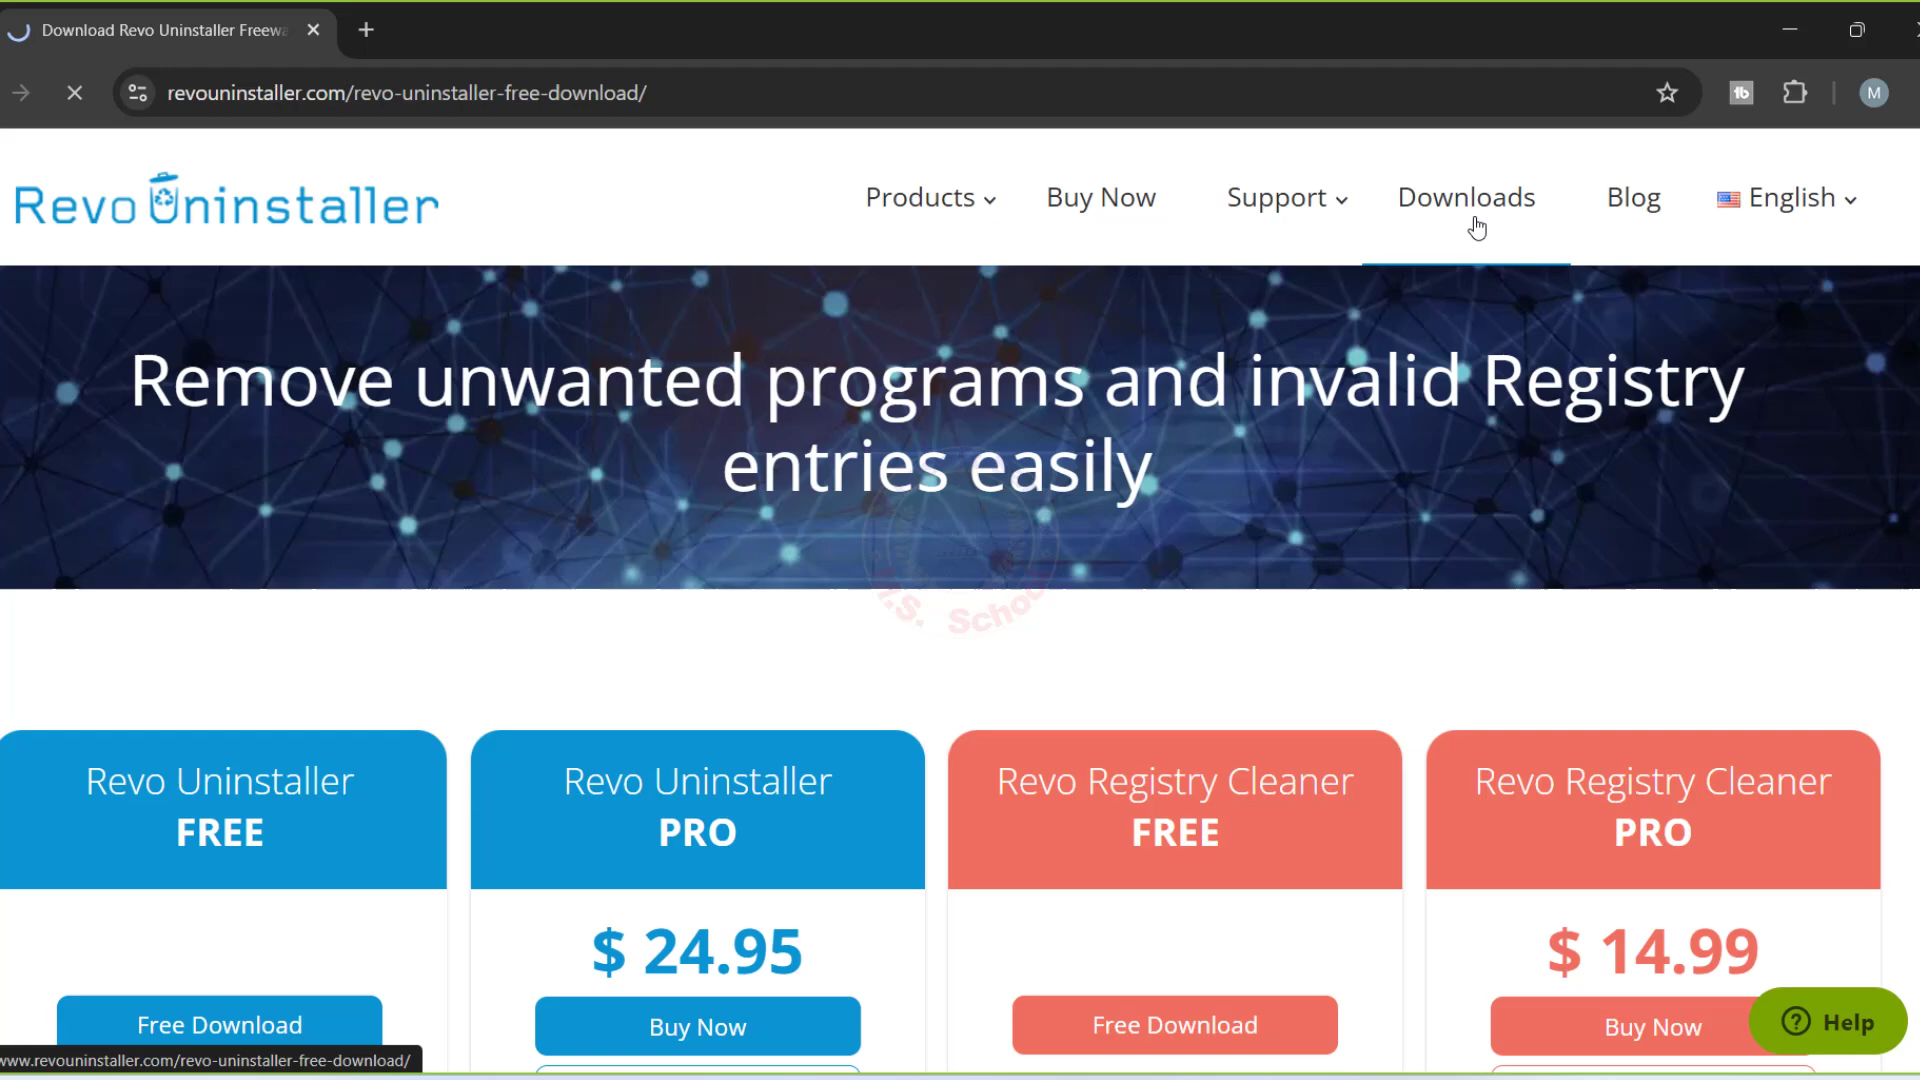 Download Revo Uninstaller Freewa
revouninstaller.com/revo-uninstaller-free-download/
M
Revo Uninstaller
Products
Buy Now
Support
Downloads
Blog
English
Remove unwanted programs and invalid Registry
entries easily
Revo Uninstaller
FREE
Revo Uninstaller
PRO
Revo Registry Cleaner
FREE
Revo Registry Cleaner
PRO
$ 24.95
$ 14.99
Free Download
Buy Now
Free Download
Buy Now
Help
www.revouninstaller.com/revo-uninstaller-free-download/